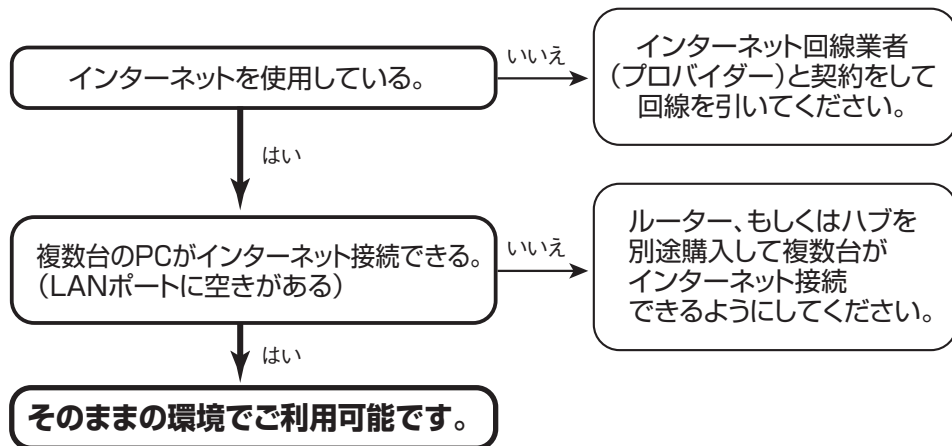 インターネットを使用している。
いいえ
インターネット回線業者
(プロバイダー)と契約をして
回線を引いてください。
はい
複数台のPCがインターネット接続できる。
(LANポートに空きがある)
いいえ
ルーター、もしくはハブを
別途購入して複数台が
インターネット接続
できるようにしてください。
はい
そのままの環境でご利用可能です。